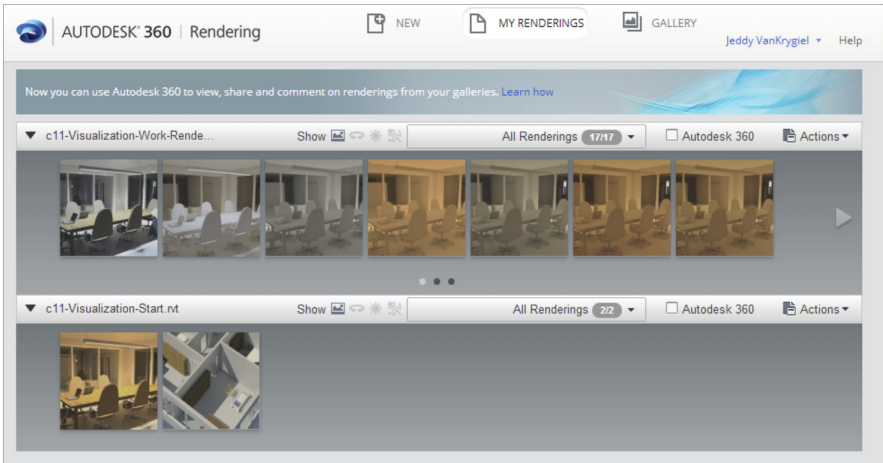 AUTODESK® 360 | Rendering
NEW
MY RENDERINGS
GALLERY
Jeddy VanKrygiel
Help
Now you can use Autodesk 360 to view, share and comment on renderings from your galleries. Learn how
c11-Visualization-Work-Rende... Show All Renderings 17/17 Autodesk 360 Actions
c11-Visualization-Start.rvt Show All Renderings 2/2 Autodesk 360 Actions